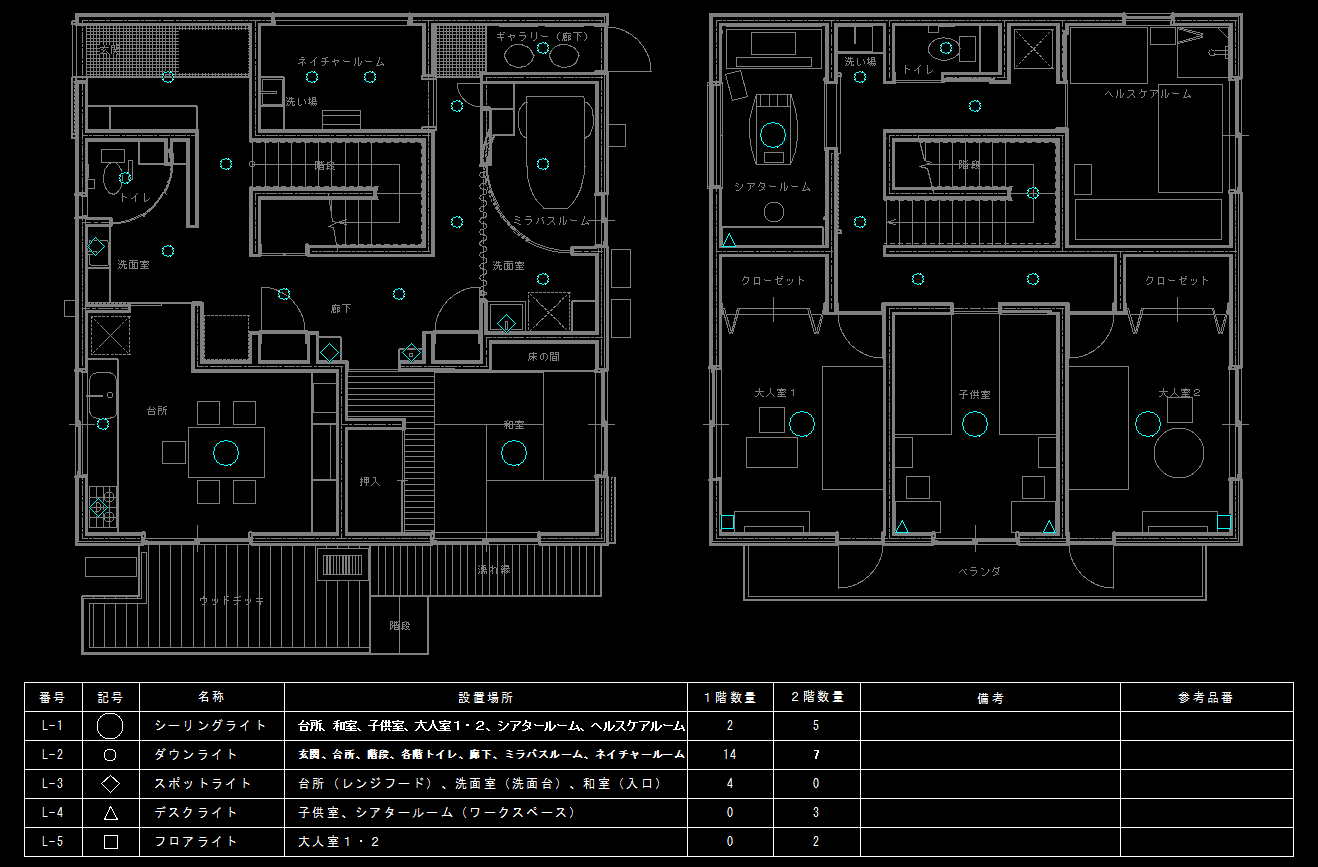 玄関
ネイチャールーム
ギャラリー（廊下）
洗い場
階段
トイレ
ミラバスルーム
洗面室
洗面室
廊下
床の間
台所
和室
押入
濡れ縁
ウッドデッキ
階段
洗い場
トイレ
ヘルスケアルーム
階段
シアタールーム
クローゼット
クローゼット
大人室１
子供室
大人室２
ベランダ
番号 記号 名称 設置場所 １階数量 ２階数量 備考 参考品番
L-1 シーリングライト 台所、和室、子供室、大人室１・２、シアタールーム、ヘルスケアルーム 2 5
L-2 ダウンライト 玄関、台所、階段、各階トイレ、廊下、ミラバスルーム、ネイチャールーム 14 7
L-3 スポットライト 台所（レンジフード）、洗面室（洗面台）、和室（入口） 4 0
L-4 デスクライト 子供室、シアタールーム（ワークスペース） 0 3
L-5 フロアライト 大人室１・２ 0 2